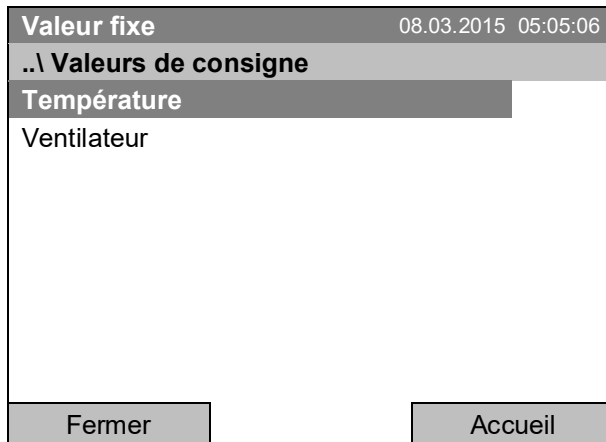 Valeur fixe 08.03.2015 05:05:06
..\ Valeurs de consigne
Température
Ventilateur
Fermer Accueil